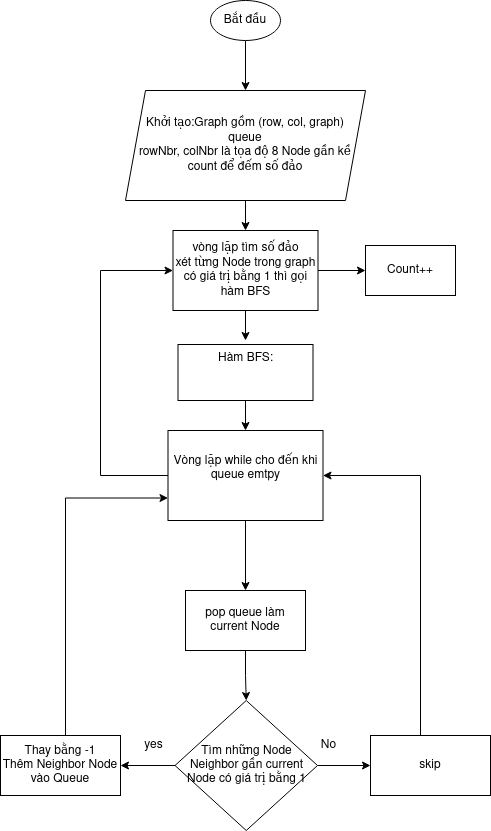 Bắt đầu
Khởi tạo:Graph gồm (row, col, graph)
queue
rowNbr, colNbr là tọa độ 8 Node gần kề
count để đếm số đảo
vòng lặp tìm số đảo
xét từng Node trong graph
có giá trị bằng 1 thì gọi
hàm BFS
Count++
Hàm BFS:
Vòng lặp while cho đến khi
queue emtpy
pop queue làm
current Node
yes
No
Thay bằng -1
Thêm Neighbor Node
vào Queue
Tìm những Node
Neighbor gần current
Node có giá trị bằng 1
skip